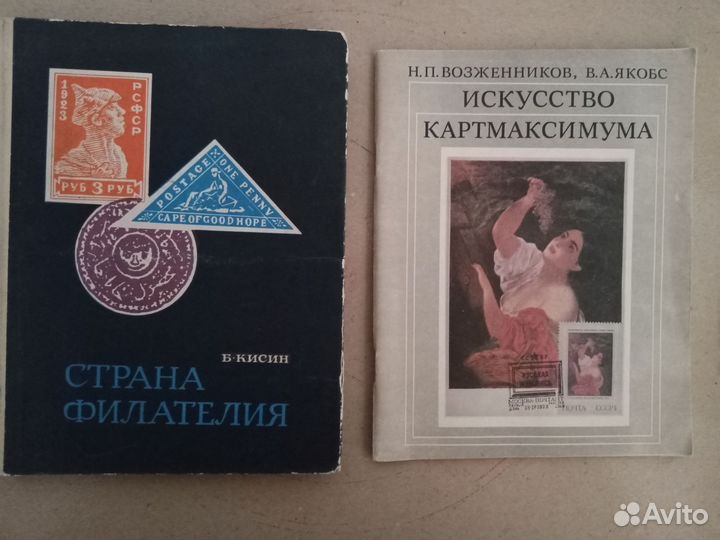 1923
РСФСР
РУБ 3 РУБ
POSTAGE
ONE PENNY
CAPE OF GOOD HOPE
Б·КИСИН
СТРАНА
ФИЛАТЕЛИЯ
Н.П.ВОЗЖЕННИКОВ, В.А.ЯКОБС
ИСКУССТВО
КАРТМАКСИМУМА
ПОЧТА СССР
Avito